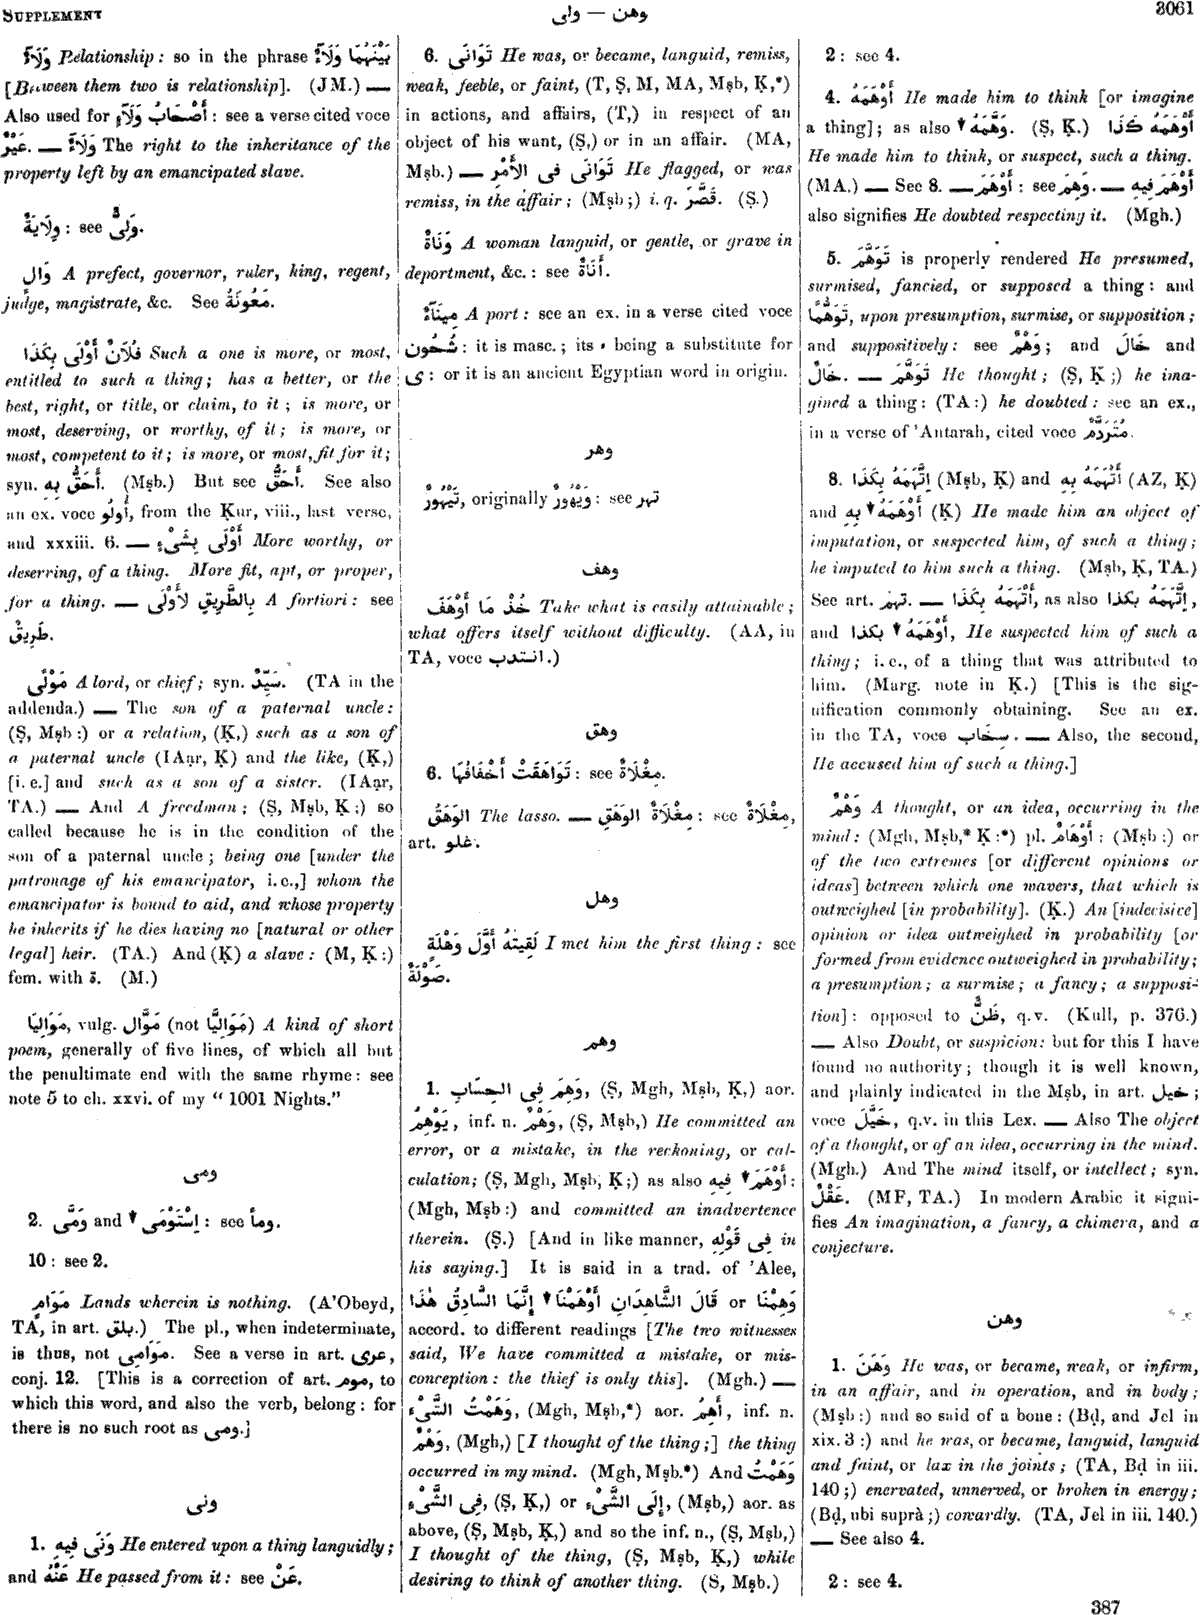 SUPPLEMENT
وهن — ولى
3061
وَلَآءٌ Relationship: so in the phrase بَيْنَهُمَا وَلَآءٌ
[Between them two is relationship]. (JM.) —
Also used for أَصْحَابُ وَلَآءٍ: see a verse cited voce
عَيْرٌ. — وَلَآءٌ The right to the inheritance of the
property left by an emancipated slave.
وِلَايَةٌ: see وَلِىٌّ.
وَالٍ A prefect, governor, ruler, king, regent,
judge, magistrate, &c. See مَعُونَةٌ.
فُلَانٌ أَوْلَى بِكَذَا Such a one is more, or most,
entitled to such a thing; has a better, or the
best, right, or title, or claim, to it; is more, or
most, deserving, or worthy, of it; is more, or
most, competent to it; is more, or most, fit for it;
syn. أَحَقُّ بِهِ. (Mṣb.) But see أَحَقُّ. See also
an ex. voce أُولُو, from the Ḳur, viii., last verse,
and xxxiii. 6. — أَوْلَى بِشَىْءٍ More worthy, or
deserring, of a thing. More fit, apt, or proper,
for a thing. — بِالطَّرِيقِ لْأَوْلَى A fortiori: see
طَرِيقٌ.
مَوْلًى A lord, or chief; syn. سَيِّدٌ. (TA in the
addenda.) — The son of a paternal uncle:
(Ṣ, Mṣb:) or a relation, (Ḳ,) such as a son of
a paternal uncle (IAạr, Ḳ) and the like, (Ḳ,)
[i.e.] and such as a son of a sister. (IAạr,
TA.) — And A freedman; (Ṣ, Mṣb, Ḳ;) so
called because he is in the condition of the
son of a paternal uncle; being one [under the
patronage of his emancipator, i.e.,] whom the
emancipator is bound to aid, and whose property
he inherits if he dies having no [natural or other
legal] heir. (TA.) And (Ḳ) a slave: (M, Ḳ:)
fem. with ة. (M.)
مَوَالِيَا, vulg. مَوَّال (not مَوَالِيًّا) A kind of short
poem, generally of five lines, of which all but
the penultimate end with the same rhyme: see
note 5 to ch. xxvi. of my “1001 Nights.”
ومى
2. وَمَّى and اِسْتَوْمَى: see ومأ.
10: see 2.
مَوَامٍ Lands wherein is nothing. (A’Obeyd,
TA, in art. بلق.) The pl., when indeterminate,
is thus, not مَوَامِى. See a verse in art. عرى,
conj. 12. [This is a correction of art. موم, to
which this word, and also the verb, belong: for
there is no such root as ومى.]
ونى
1. وَنَى فِيهِ He entered upon a thing languidly;
and عَنْهُ He passed from it: see عَنْ.
6. تَوَانَى He was, or became, languid, remiss,
weak, feeble, or faint, (T, Ṣ, M, MA, Mṣb, Ḳ,*)
in actions, and affairs, (T,) in respect of an
object of his want, (Ṣ,) or in an affair. (MA,
Mṣb.) — تَوَانَى فى الأَمْرِ He flagged, or was
remiss, in the affair; (Mṣb;) i. q. قَصَّرَ. (Ṣ.)
وَنَاةٌ A woman languid, or gentle, or grave in
deportment, &c.: see أَنَاةٌ.
مِينَآءٌ A port: see an ex. in a verse cited voce
شُحُون: it is masc.; its ء being a substitute for
ى: or it is an ancient Egyptian word in origin.
وهر
تَيْهُورٌ, originally وَيْهُورٌ: see تهر
وهف
خُذْ مَا أَوْهَفَ Take what is easily attainable;
what offers itself without difficulty. (AA, in
TA, voce انتدب.)
وهق
6. تَوَاهَقَتْ أَخْفَافُهَا: see مِغْلَاةٌ.
الوَهَقُ The lasso. — مِغْلَاةُ الوَهَقِ: see مِغْلَاةٌ,
art. غلو.
وهل
لَقِيتُهُ أَوَّلَ وَهْلَةٍ I met him the first thing: see
صَوْلَةٌ.
وهم
1. وَهِمَ فِى الحِسَابِ, (Ṣ, Mgh, Mṣb, Ḳ,) aor.
يَوْهَمُ, inf. n. وَهْمٌ, (Ṣ, Mṣb,) He committed an
error, or a mistake, in the reckoning, or cal-
culation; (Ṣ, Mgh, Mṣb, Ḳ;) as also أَوْهَمَ فيه:
(Mgh, Mṣb:) and committed an inadvertence
therein. (Ṣ.) [And in like manner, فِى قَوْلِهِ in
his saying.] It is said in a trad. of ’Alee,
قَالَ الشَّاهِدَانِ أَوْهَمْنَا إِنَّمَا السَّارِقُ هٰذَا or وَهِمْنَا
accord. to different readings [The two witnesses
said, We have committed a mistake, or mis-
conception: the thief is only this]. (Mgh.) —
وَهَمْتُ الشَّىْءَ, (Mgh, Mṣb,*) aor. أَهِمُ, inf. n.
وَهْمٌ, (Mgh,) [I thought of the thing;] the thing
occurred in my mind. (Mgh, Mṣb.*) And وَهَمْتُ
فِى الشَّىْءِ, (Ṣ, Ḳ,) or إِلَى الشَّىْءِ, (Mṣb,) aor. as
above, (Ṣ, Mṣb, Ḳ,) and so the inf. n., (Ṣ, Mṣb,)
I thought of the thing, (Ṣ, Mṣb, Ḳ,) while
desiring to think of another thing. (Ṣ, Mṣb.)
2: see 4.
4. أَوْهَمَهُ He made him to think [or imagine
a thing]; as also وَهَّمَهُ. (Ṣ, Ḳ.) أَوْهَمَهُ كَذَا
He made him to think, or suspect, such a thing.
(MA.) — See 8. — أَوْهَمَ: see وَهِمَ. — أَوْهَمَ فِيهِ
also signifies He doubted respecting it. (Mgh.)
5. تَوَهَّمَ is properly rendered He presumed,
surmised, fancied, or supposed a thing: and
تَوَهُّمًا, upon presumption, surmise, or supposition;
and suppositively: see وَهْمٌ; and خَالَ and
خَالٌ. — تَوَهَّمَ He thought; (Ṣ, Ḳ;) he ima-
gined a thing: (TA:) he doubted: see an ex.,
in a verse of ’Antarah, cited voce مُتَرَدَّم.
8. اِتَّهَمَهُ بِكَذَا (Mṣb, Ḳ) and أَتْهَمَهُ بِهِ (AZ, Ḳ)
and أَوْهَمَهُ بِهِ (Ḳ) He made him an object of
imputation, or suspected him, of such a thing;
he imputed to him such a thing. (Mṣb, Ḳ, TA.)
See art. تهم. — أَتْهَمَهُ بِكَذَا, as also اِتَّهَمَهُ بكذا,
and أَوْهَمَهُ بكذا, He suspected him of such a
thing; i.e., of a thing that was attributed to
him. (Marg. note in Ḳ.) [This is the sig-
nification commonly obtaining. See an ex.
in the TA, voce سِخَاب. — Also, the second,
He accused him of such a thing.]
وَهْمٌ A thought, or an idea, occurring in the
mind: (Mgh, Mṣb,* Ḳ:*) pl. أَوْهَامٌ: (Mṣb:) or
of the two extremes [or different opinions or
ideas] between which one wavers, that which is
outweighed [in probability]. (Ḳ.) An [indecisive]
opinion or idea outweighed in probability [or
formed from evidence outweighed in probability;
a presumption; a surmise; a fancy; a supposi-
tion]: opposed to ظَنٌّ, q.v. (Kull, p. 376.)
— Also Doubt, or suspicion: but for this I have
found no authority; though it is well known,
and plainly indicated in the Mṣb, in art. خيل;
voce خَيَّلَ, q.v. in this Lex. — Also The object
of a thought, or of an idea, occurring in the mind.
(Mgh.) And The mind itself, or intellect; syn.
عَقْلٌ. (MF, TA.) In modern Arabic it signi-
fies An imagination, a fancy, a chimera, and a
conjecture.
وهن
1. وَهَنَ He was, or became, weak, or infirm,
in an affair, and in operation, and in body;
(Mṣb:) and so said of a bone: (Bḍ, and Jel in
xix. 3:) and he was, or became, languid, languid
and faint, or lax in the joints; (TA, Bḍ in iii.
140;) enervated, unnerved, or broken in energy;
(Bḍ, ubi suprà;) cowardly. (TA, Jel in iii. 140.)
— See also 4.
2: see 4.
387